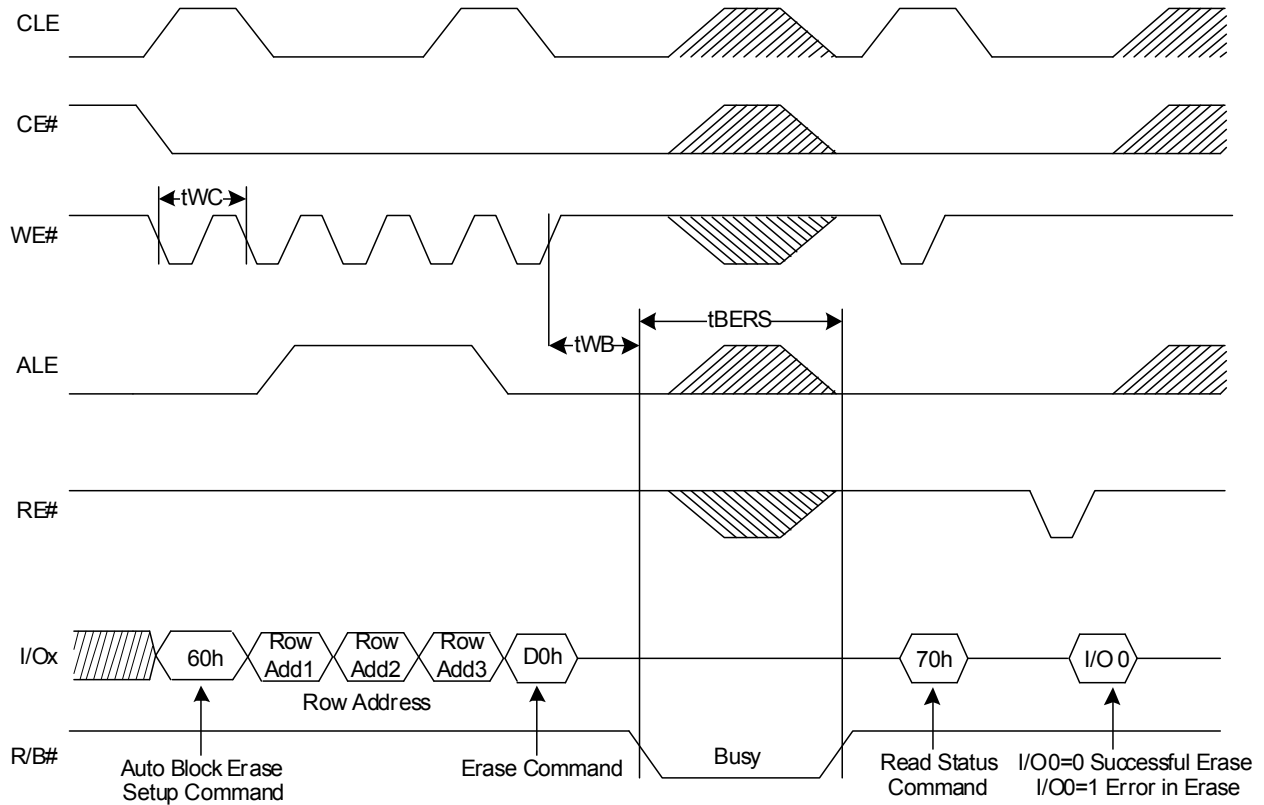 CLE
CE#
tWC
WE#
tBERS
tWB
ALE
RE#
I/Ox
60h
Row Add1
Row Add2
Row Add3
D0h
70h
I/O 0
Row Address
R/B#
Busy
Auto Block Erase
Setup Command
Erase Command
Read Status
Command
I/O0=0 Successful Erase
I/O0=1 Error in Erase